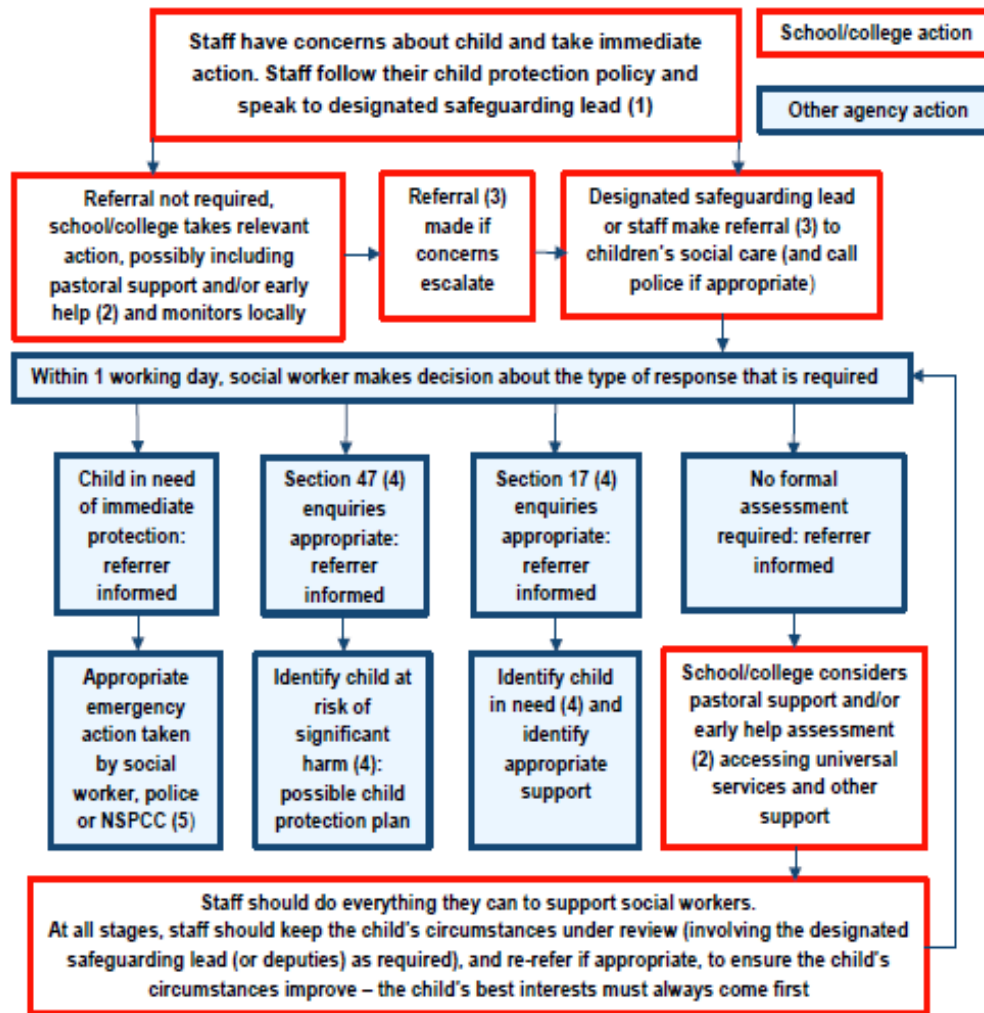 Staff have concerns about child and take immediate
action. Staff follow their child protection policy and
speak to designated safeguarding lead (1)
School/college action
Other agency action
Referral not required,
school/college takes relevant
action, possibly including
pastoral support and/or early
help (2) and monitors locally
Referral (3)
made if
concerns
escalate
Designated safeguarding lead
or staff make referral (3) to
children's social care (and call
police if appropriate)
Within 1 working day, social worker makes decision about the type of response that is required
Child in need
of immediate
protection:
referrer
informed
Section 47 (4)
enquiries
appropriate:
referrer
informed
Section 17 (4)
enquiries
appropriate:
referrer
informed
No formal
assessment
required: referrer
informed
Appropriate
emergency
action taken
by social
worker, police
or NSPCC (5)
Identify child at
risk of
significant
harm (4):
possible child
protection plan
Identify child
in need (4) and
identify
appropriate
support
School/college considers
pastoral support and/or
early help assessment
(2) accessing universal
services and other
support
Staff should do everything they can to support social workers.
At all stages, staff should keep the child's circumstances under review (involving the designated
safeguarding lead (or deputies) as required), and re-refer if appropriate, to ensure the child's
circumstances improve – the child's best interests must always come first